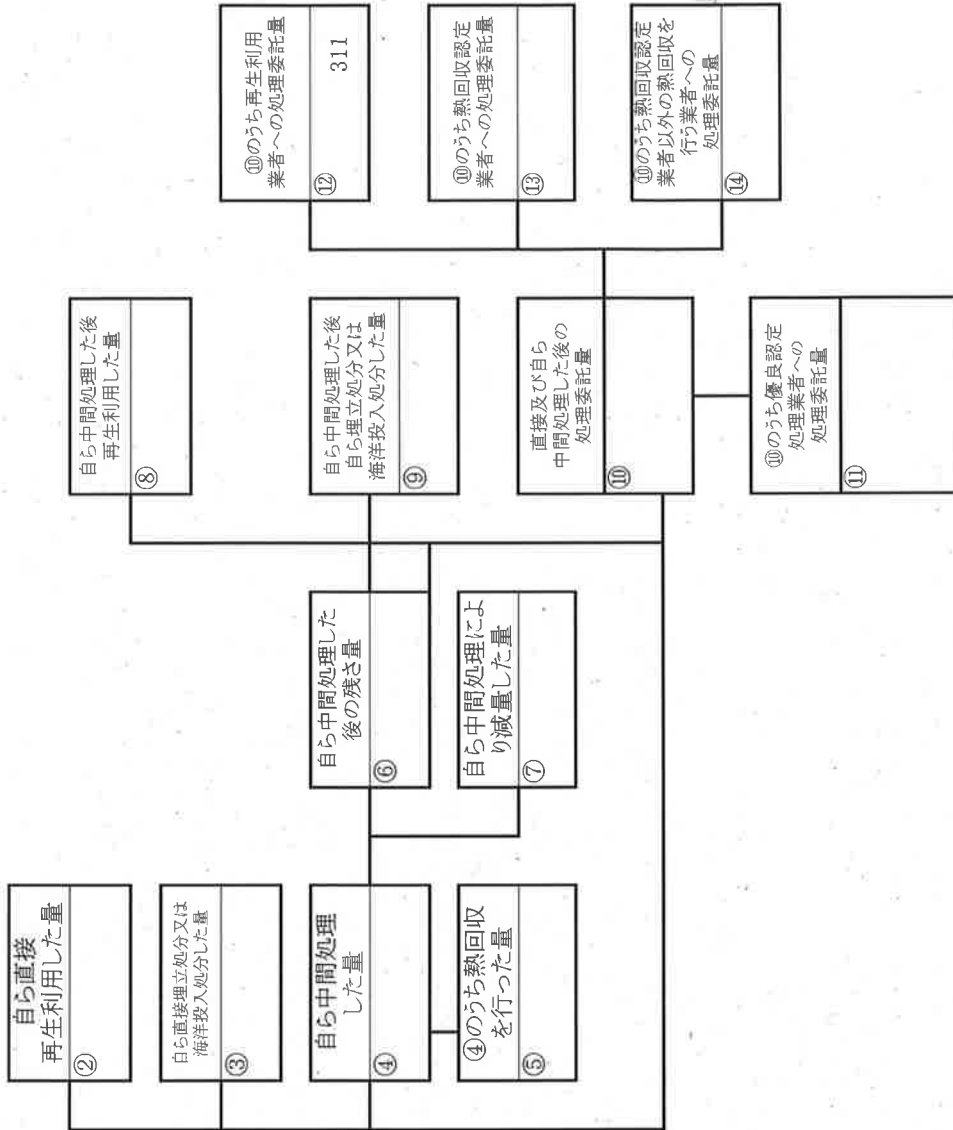 自ら直接
再生利用した量
②
自ら直接埋立処分又は
海洋投入処分した量
③
自ら中間処理
した量
④
④のうち熱回収
を行った量
⑤
自ら中間処理した
後の残さ量
⑥
自ら中間処理によ
り減量した量
⑦
自ら中間処理した後
再生利用した量
⑧
自ら中間処理した後
自ら埋立処分又は
海洋投入処分した量
⑨
直接及び自ら
中間処理した後の
処理委託量
⑩
⑩のうち優良認定
処理業者への
処理委託量
⑪
⑩のうち再生利用
業者への処理委託量
⑫
311
⑩のうち熱回収認定
業者への処理委託量
⑬
⑩のうち熱回収認定
業者以外の熱回収を
行う業者への
処理委託量
⑭